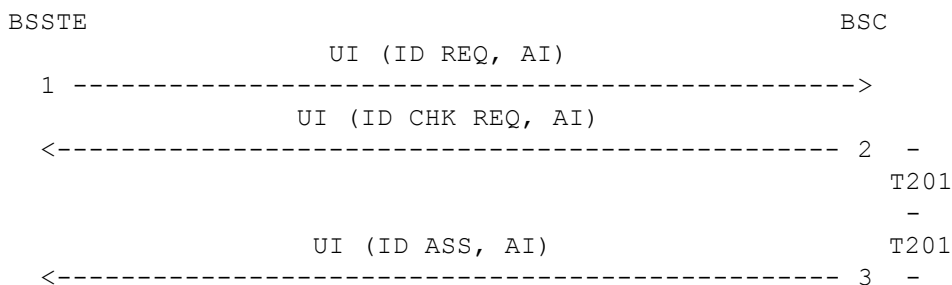 BSSTE BSC
UI (ID REQ, AI)
1 ------------------------------------------------->
UI (ID CHK REQ, AI)
<------------------------------------------------- 2 -
T201
-
UI (ID ASS, AI) T201
<------------------------------------------------- 3 -